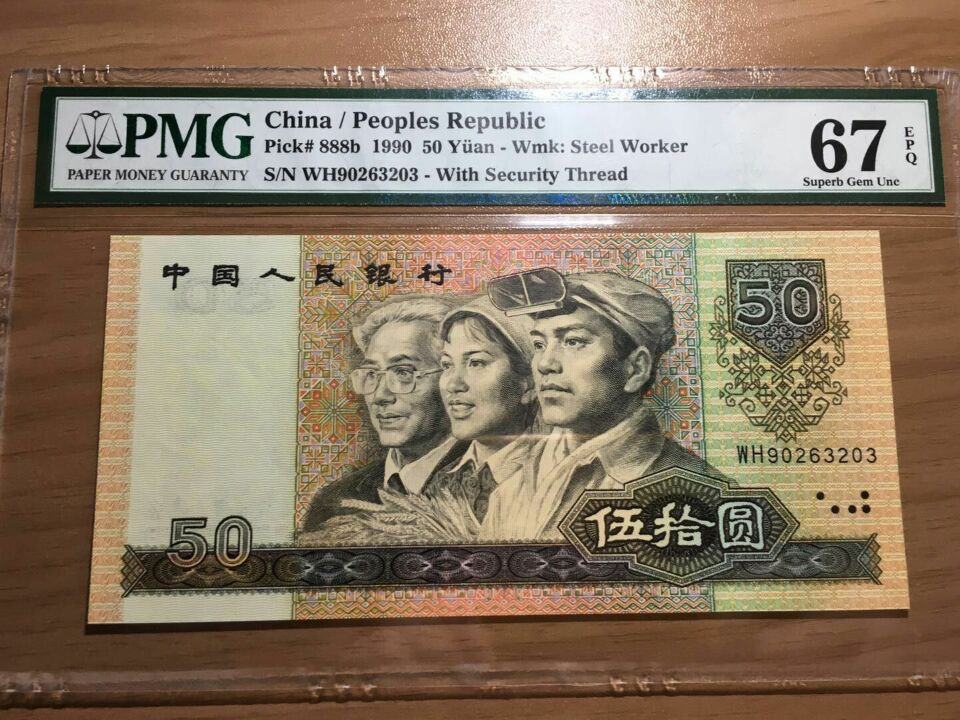 PMG
PAPER MONEY GUARANTY
China / Peoples Republic
Pick# 888b 1990 50 Yüan - Wmk: Steel Worker
S/N WH90263203 - With Security Thread
67
EPQ
Superb Gem Unc
中国人民银行
50
WH90263203
50
伍拾圆